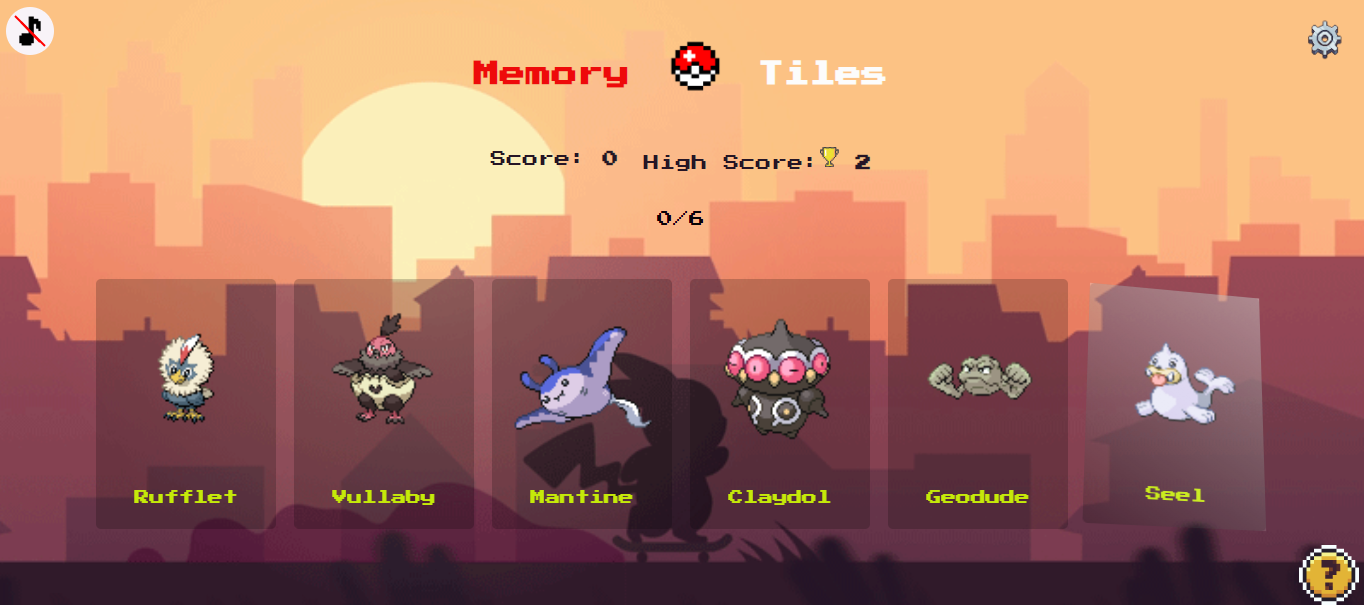 Memory Tiles
Score: 0 High Score: 2
0/6
Rufflet Vullaby Mantine Claydol Geodude Seel
?